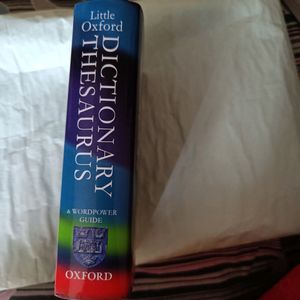 Little
Oxford
DICTIONARY
THESAURUS
& WORDPOWER
GUIDE
OXFORD